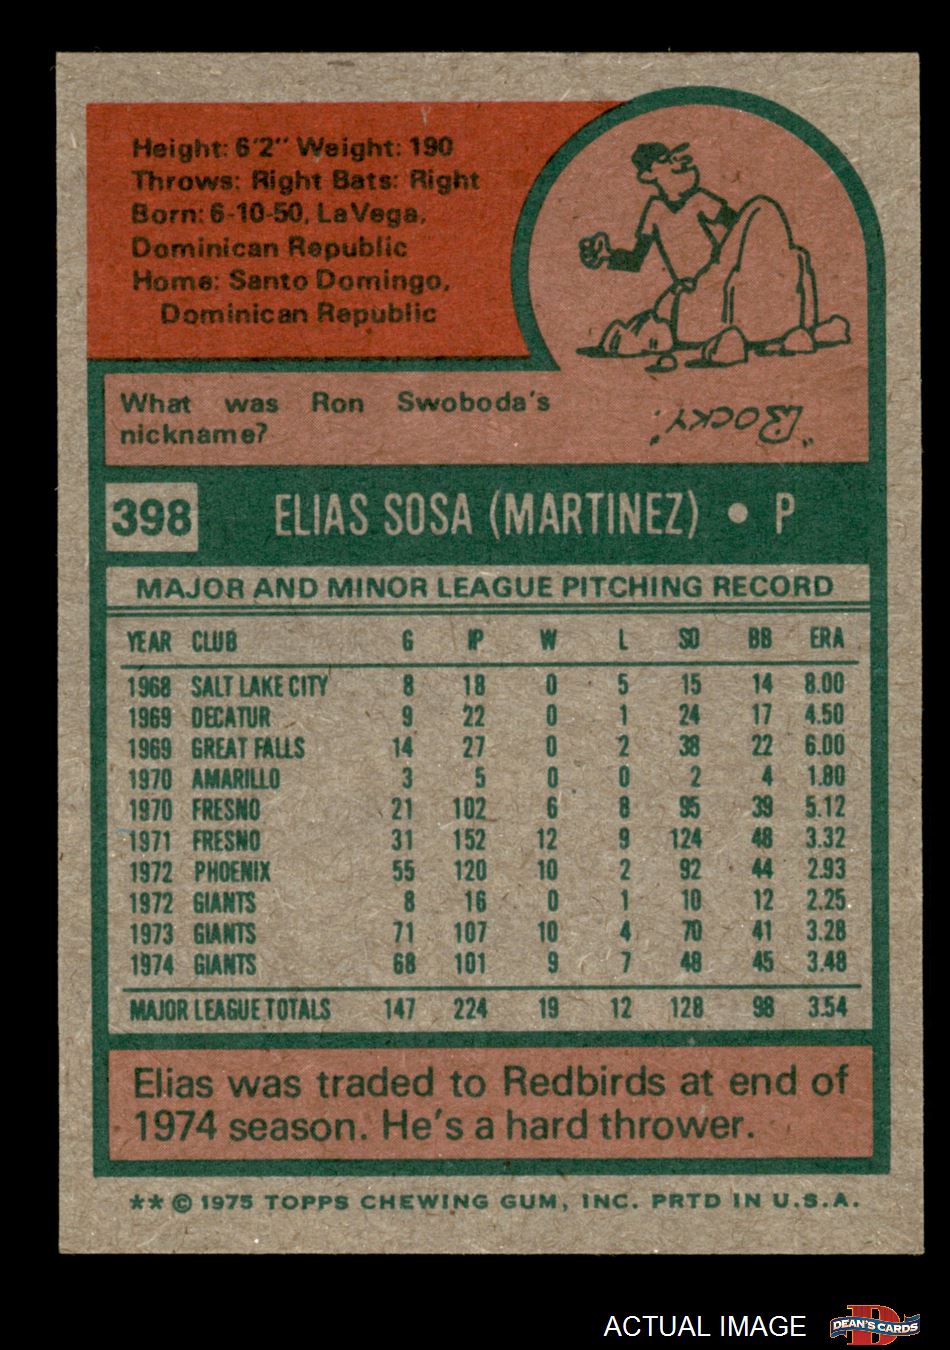 Height: 6'2" Weight: 190
Throws: Right Bats: Right
Born: 6-10-50, LaVega,
Dominican Republic
Home: Santo Domingo,
Dominican Republic
What was Ron Swoboda's
nickname?
"Rocky".
398 ELIAS SOSA (MARTINEZ) • P
MAJOR AND MINOR LEAGUE PITCHING RECORD
YEAR CLUB G IP W L SO BB ERA
1968 SALT LAKE CITY 8 18 0 5 15 14 8.00
1969 DECATUR 9 22 0 1 24 17 4.50
1969 GREAT FALLS 14 27 0 2 38 22 6.00
1970 AMARILLO 3 5 0 0 2 4 1.80
1970 FRESNO 21 102 6 8 95 39 5.12
1971 FRESNO 31 152 12 9 124 48 3.32
1972 PHOENIX 55 120 10 2 92 44 2.93
1972 GIANTS 8 16 0 1 10 12 2.25
1973 GIANTS 71 107 10 4 70 41 3.28
1974 GIANTS 68 101 9 7 48 45 3.48
MAJOR LEAGUE TOTALS 147 224 19 12 128 98 3.54
Elias was traded to Redbirds at end of
1974 season. He's a hard thrower.
** © 1975 TOPPS CHEWING GUM, INC. PRTD IN U.S.A.
ACTUAL IMAGE DEAN'S CARDS